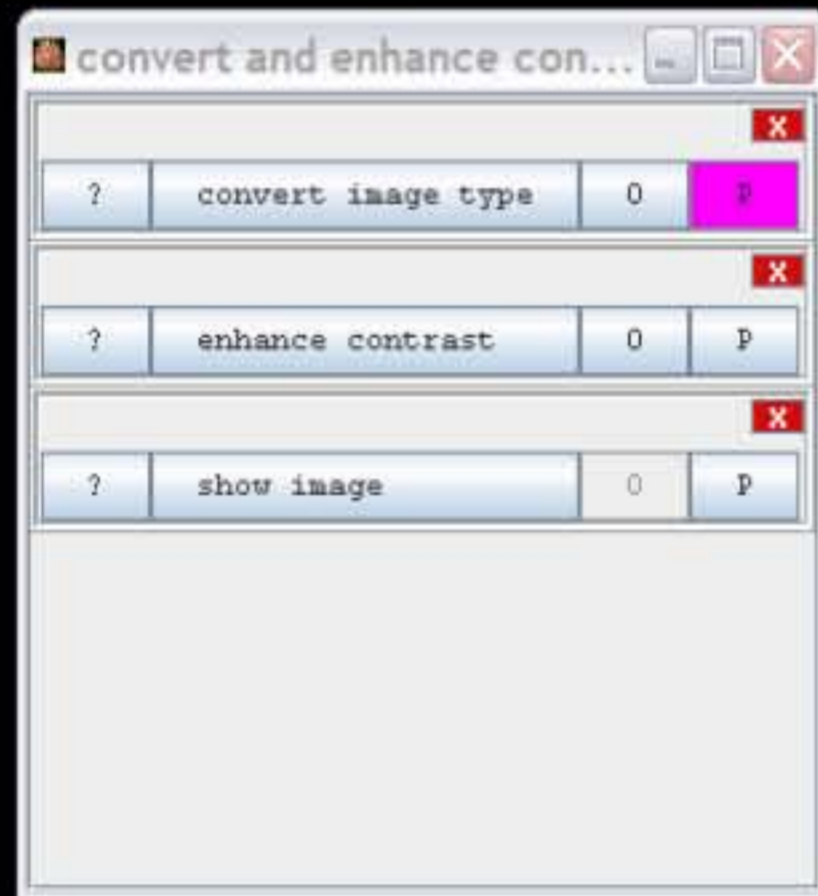 convert and enhance con...
X
? convert image type O P
X
? enhance contrast O P
X
? show image O P